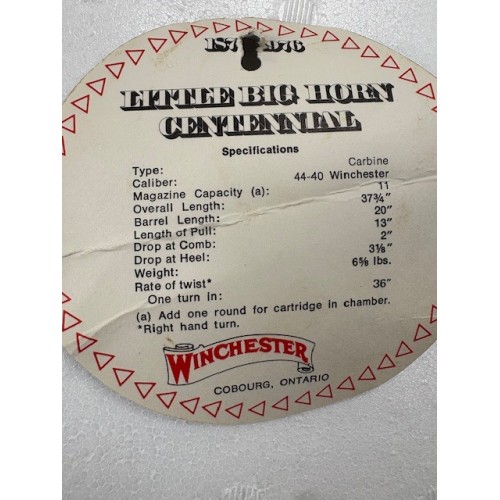 LITTLE BIG HORN
CENTENNIAL
Specifications
Type: Carbine
Caliber: 44-40 Winchester
Magazine Capacity (a): 11
Overall Length: 37¾"
Barrel Length: 20"
Length of Pull: 13"
Drop at Comb: 2"
Drop at Heel: 3⅛"
Weight: 6⅝ lbs.
Rate of twist*
One turn in: 36"
(a) Add one round for cartridge in chamber.
*Right hand turn.
WINCHESTER
COBOURG, ONTARIO